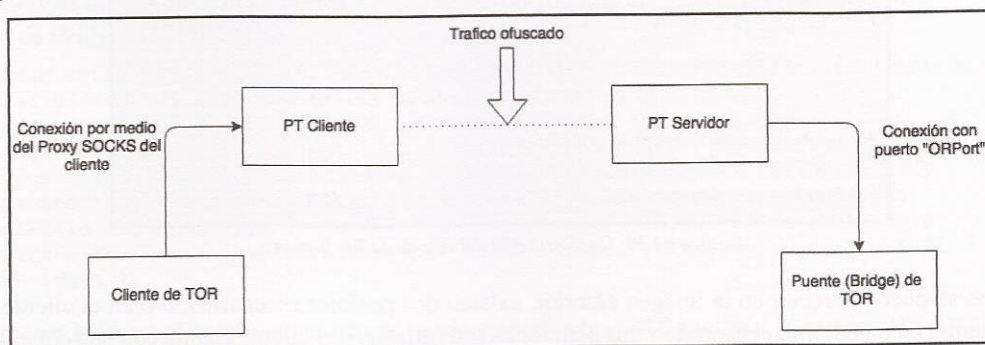 Trafico ofuscado
Conexión por medio
del Proxy SOCKS del
cliente
PT Cliente
PT Servidor
Conexión con
puerto "ORPort"
Cliente de TOR
Puente (Bridge) de
TOR